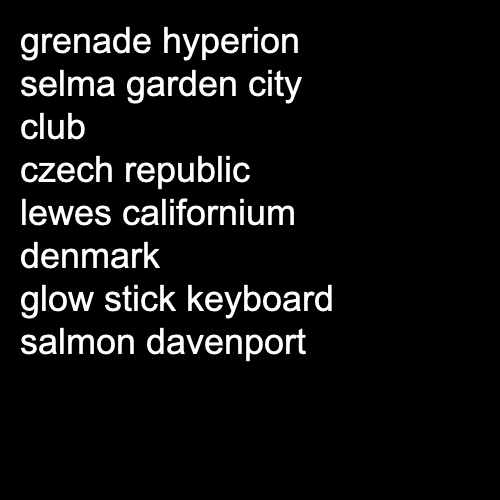 grenade hyperion
selma garden city
club
czech republic
lewes californium
denmark
glow stick keyboard
salmon davenport